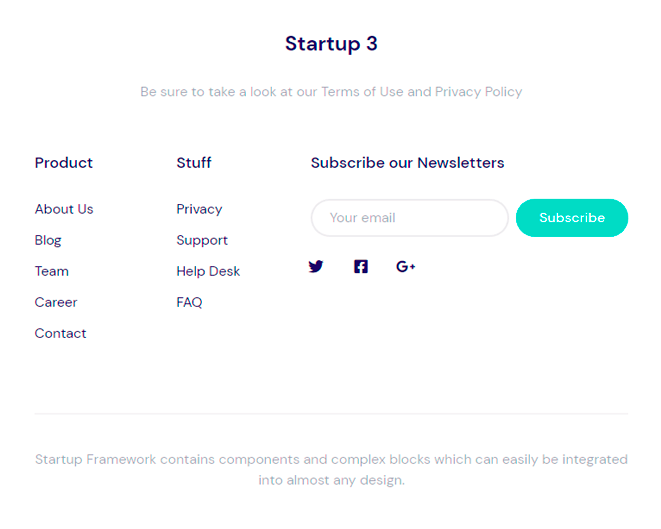 Startup 3
Be sure to take a look at our Terms of Use and Privacy Policy
Product
About Us
Blog
Team
Career
Contact
Stuff
Privacy
Support
Help Desk
FAQ
Subscribe our Newsletters
Your email
Subscribe
G+
Startup Framework contains components and complex blocks which can easily be integrated
into almost any design.